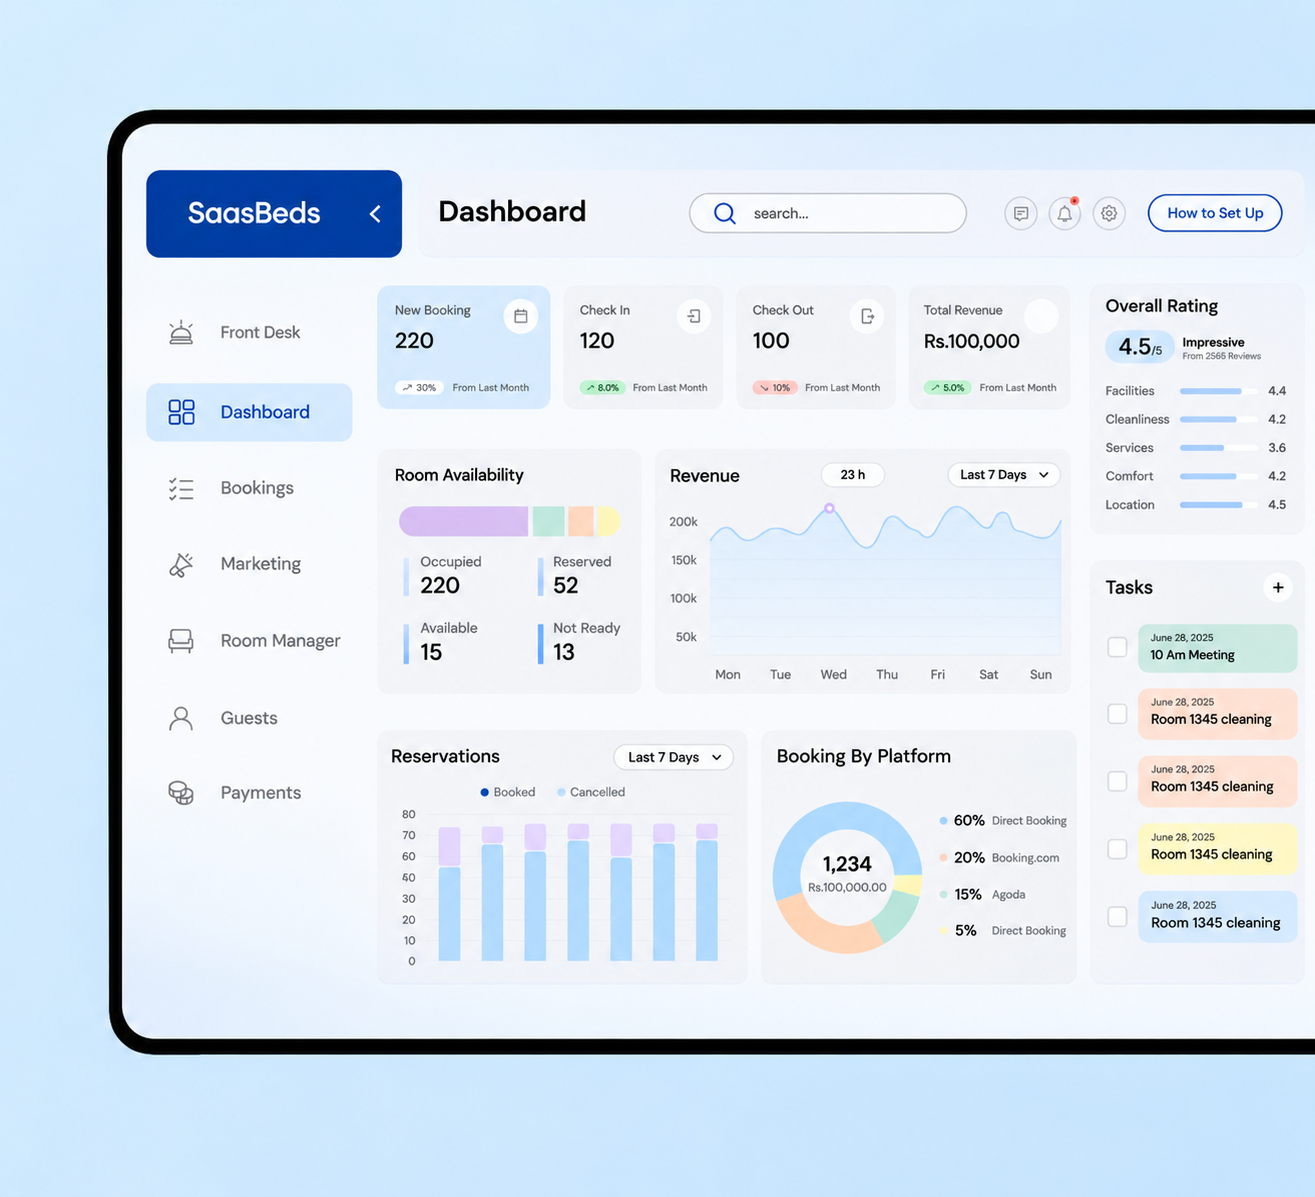 SaasBeds
Dashboard
search...
How to Set Up
Front Desk
Dashboard
Bookings
Marketing
Room Manager
Guests
Payments
New Booking
220
30% From Last Month
Check In
120
8.0% From Last Month
Check Out
100
10% From Last Month
Total Revenue
Rs.100,000
5.0% From Last Month
Overall Rating
4.5/5
Impressive
From 2565 Reviews
Facilities 4.4
Cleanliness 4.2
Services 3.6
Comfort 4.2
Location 4.5
Room Availability
Occupied
220
Reserved
52
Available
15
Not Ready
13
Revenue
23 h
Last 7 Days
200k
150k
100k
50k
Mon Tue Wed Thu Fri Sat Sun
Tasks
+
June 28, 2025
10 Am Meeting
June 28, 2025
Room 1345 cleaning
June 28, 2025
Room 1345 cleaning
June 28, 2025
Room 1345 cleaning
June 28, 2025
Room 1345 cleaning
Reservations
Last 7 Days
Booked Cancelled
80
70
60
60
30
20
10
0
Booking By Platform
1,234
Rs.100,000.00
60% Direct Booking
20% Booking.com
15% Agoda
5% Direct Booking